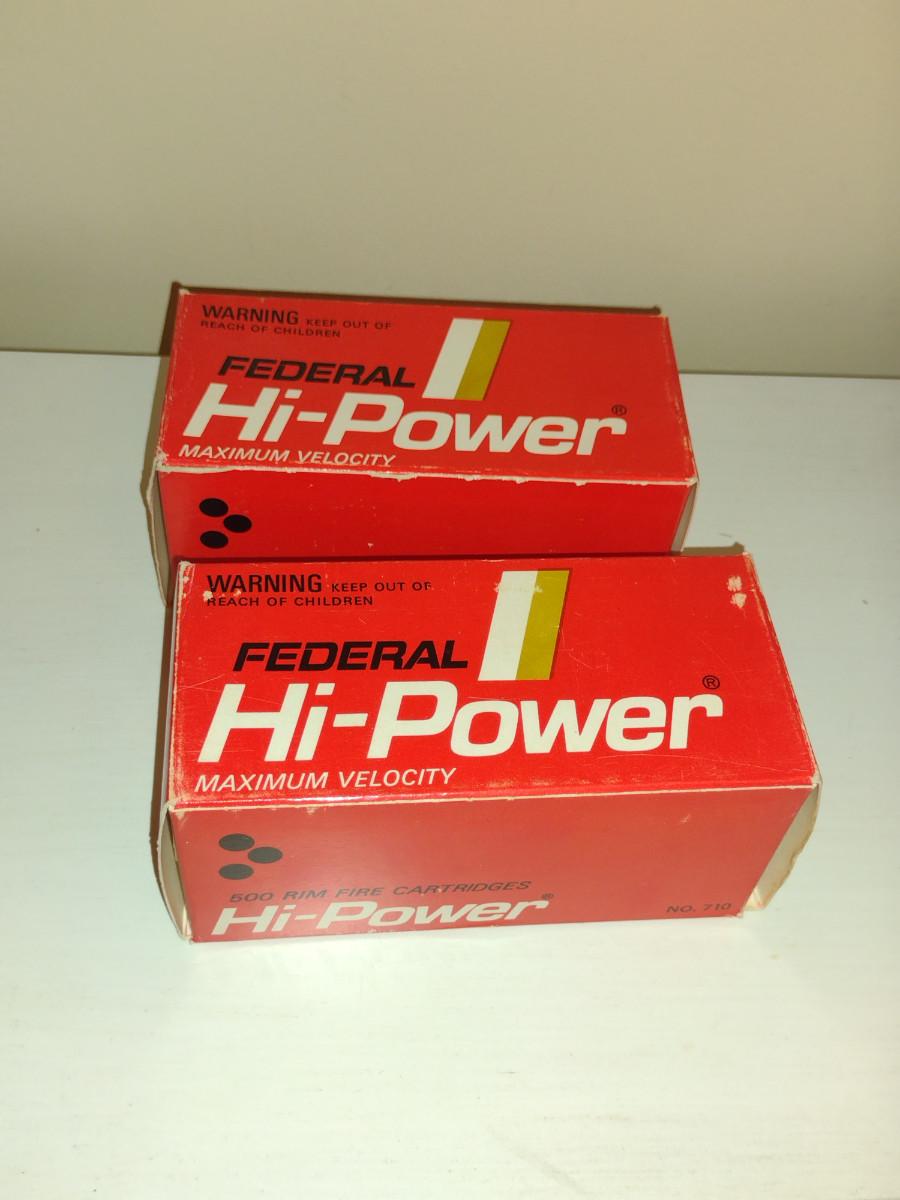 WARNING KEEP OUT OF
REACH OF CHILDREN
FEDERAL
Hi-Power®
MAXIMUM VELOCITY
WARNING KEEP OUT OF
REACH OF CHILDREN
FEDERAL
Hi-Power®
MAXIMUM VELOCITY
500 RIM FIRE CARTRIDGES
Hi-Power®
NO. 710